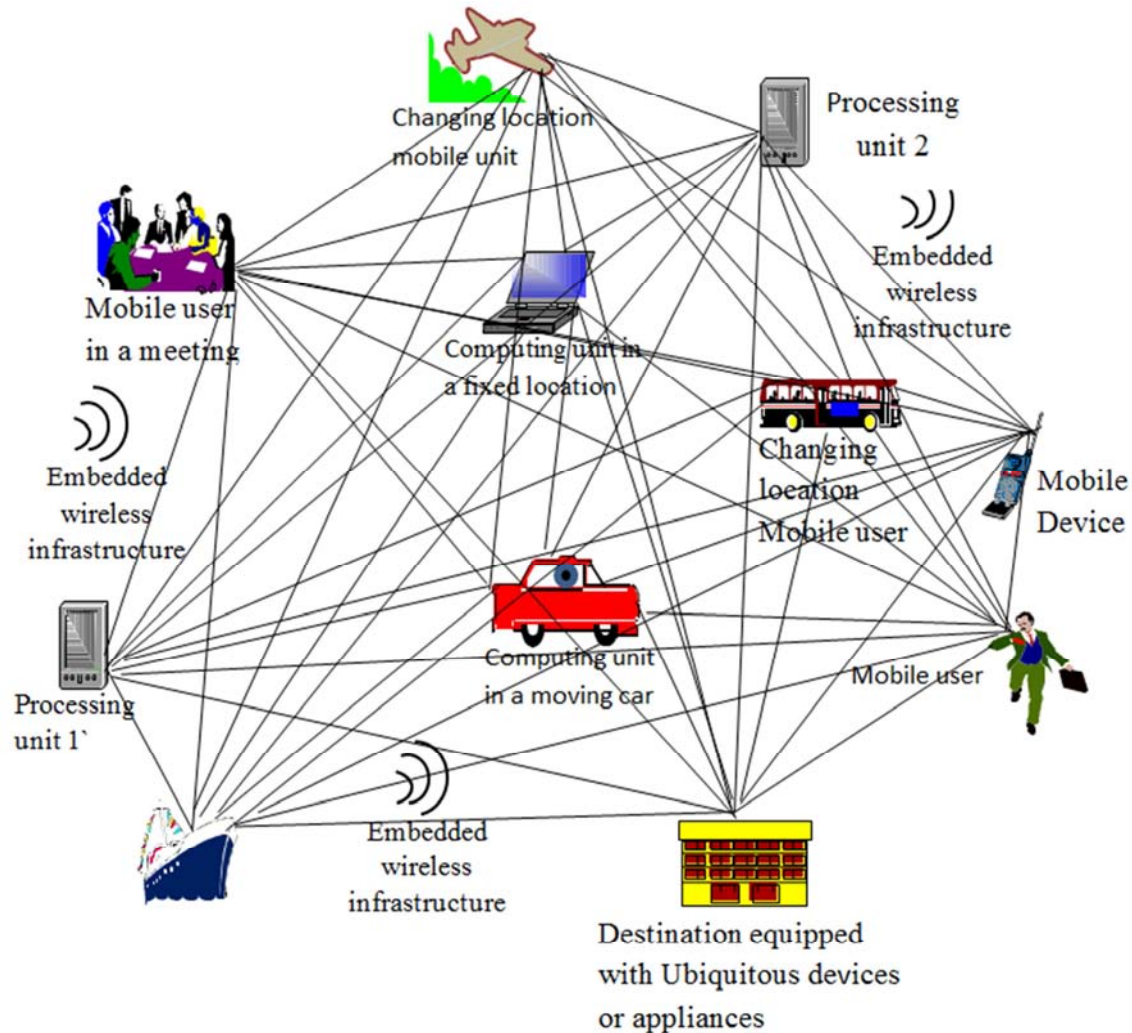 Changing location
mobile unit
Processing
unit 2
Embedded
wireless
infrastructure
Mobile user
in a meeting
Computing unit in
a fixed location
Changing
location
Mobile user
Mobile
Device
Embedded
wireless
infrastructure
Computing unit
in a moving car
Mobile user
Processing
unit 1`
Embedded
wireless
infrastructure
Destination equipped
with Ubiquitous devices
or appliances